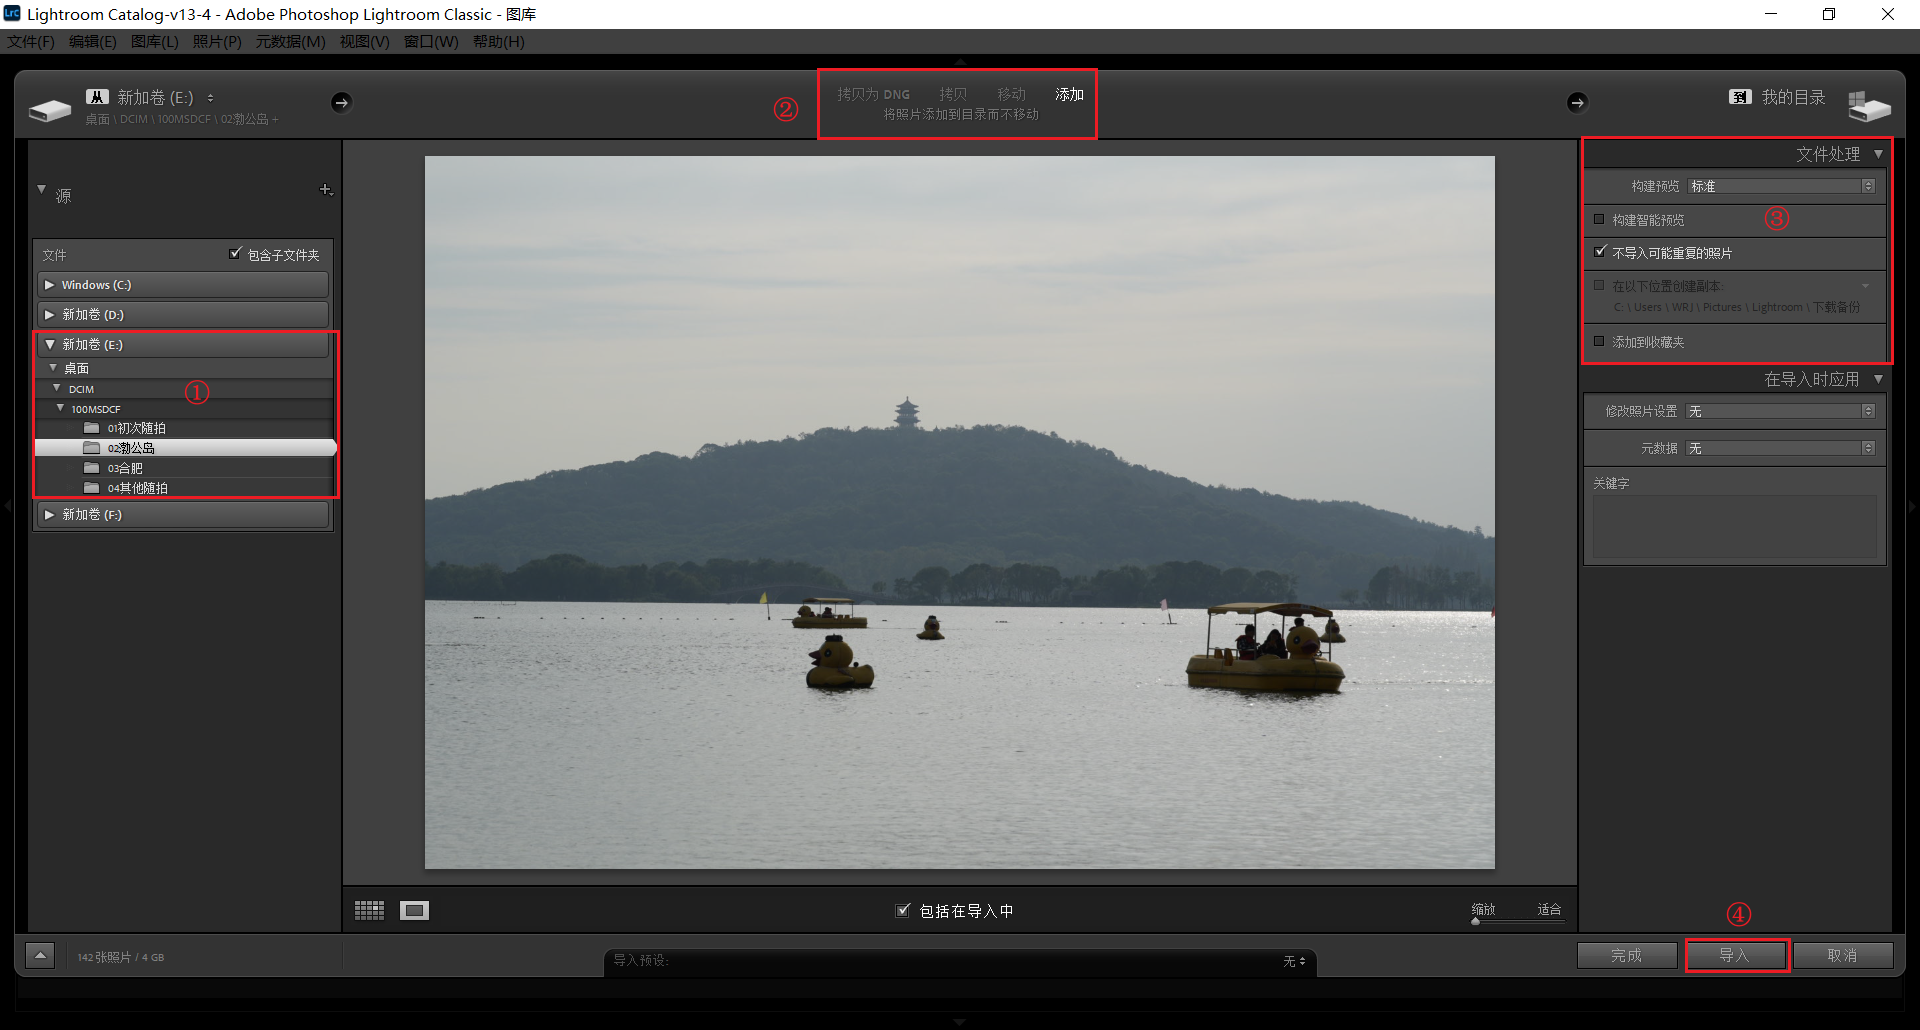 Lightroom Catalog-v13-4 - Adobe Photoshop Lightroom Classic - 图库
文件(F) 编辑(E) 图库(L) 照片(P) 元数据(M) 视图(V) 窗口(W) 帮助(H)
从 新加卷 (E:)
桌面 \ DCIM \ 100MSDCF \ 02渤公岛 +
②
拷贝为 DNG 拷贝 移动 添加
将照片添加到目录而不移动
到 我的目录
源
文件 包含子文件夹
Windows (C:)
新加卷 (D:)
新加卷 (E:)
桌面
DCIM
①
100MSDCF
01初次随拍
02渤公岛
03合肥
04其他随拍
新加卷 (F:)
文件处理
构建预览 标准
构建智能预览
③
不导入可能重复的照片
在以下位置创建副本:
C: \ Users \ WRJ \ Pictures \ Lightroom \ 下载备份
添加到收藏夹
在导入时应用
修改照片设置 无
元数据 无
关键字
包括在导入中
缩放 适合
④
142 张照片 / 4 GB
导入预设: 无
完成 导入 取消